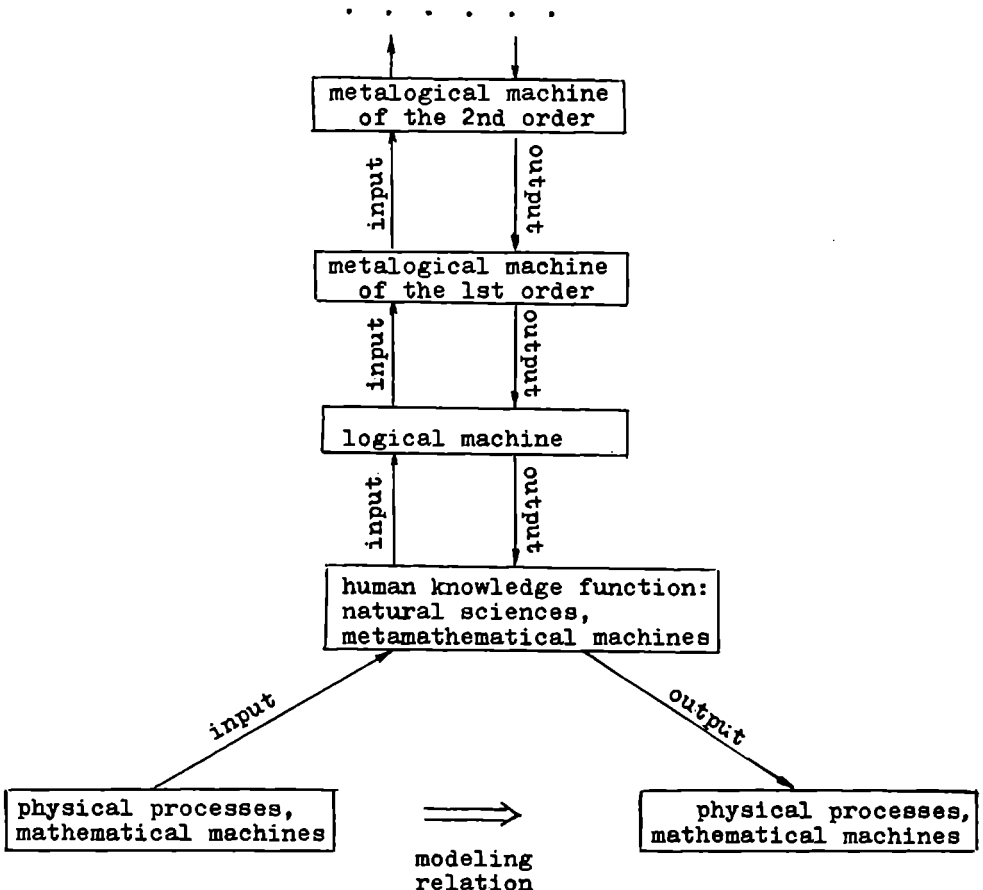 . . . . . .
metalogical machine
of the 2nd order
input
output
metalogical machine
of the 1st order
input
output
logical machine
input
output
human knowledge function:
natural sciences,
metamathematical machines
input
output
physical processes,
mathematical machines
physical processes,
mathematical machines
modeling
relation